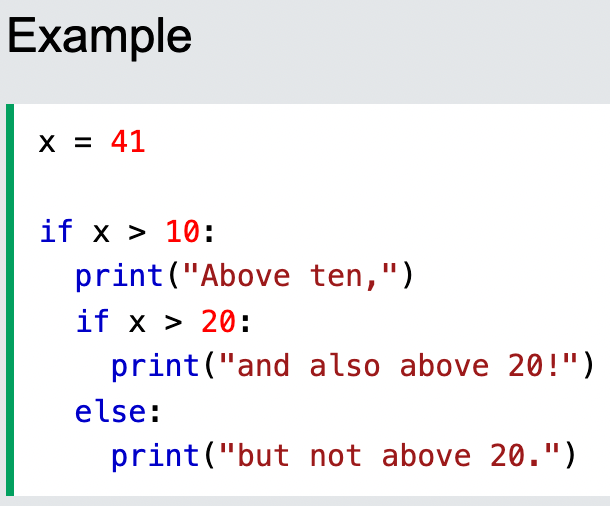 Example
x = 41
if x > 10:
  print("Above ten,")
  if x > 20:
    print("and also above 20!")
  else:
    print("but not above 20.")